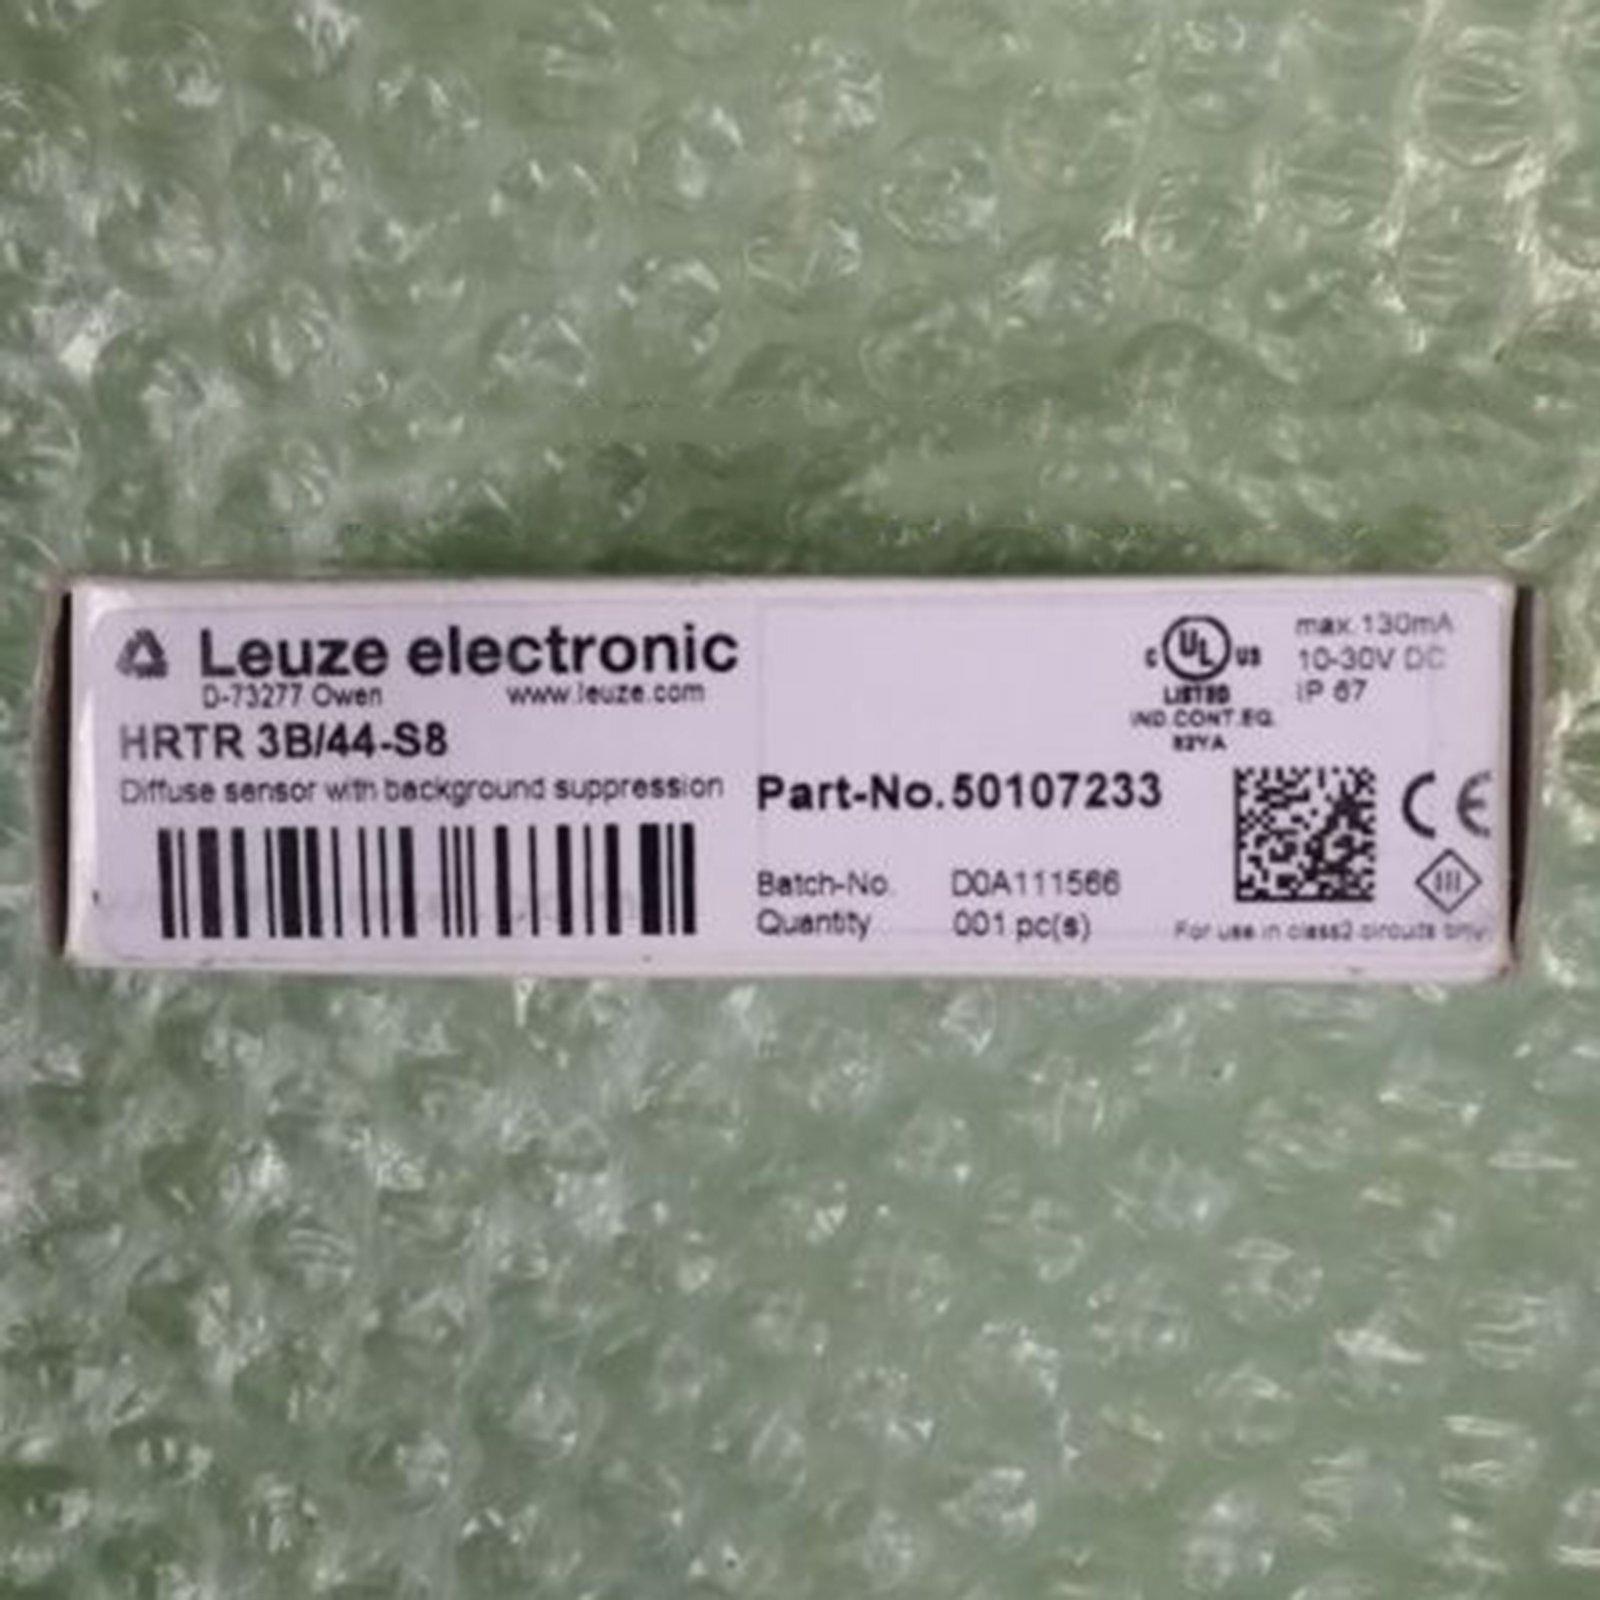 Leuze electronic
D-73277 Owen www.leuze.com
HRTR 3B/44-S8
Diffuse sensor with background suppression
Part-No. 50107233
Batch-No. D0A111566
Quantity 001 pc(s)
C UL US
LISTED
IND.CONT.EQ.
82YA
max.130mA
10-30V DC
IP 67
CE
III
For use in class2 circuits only